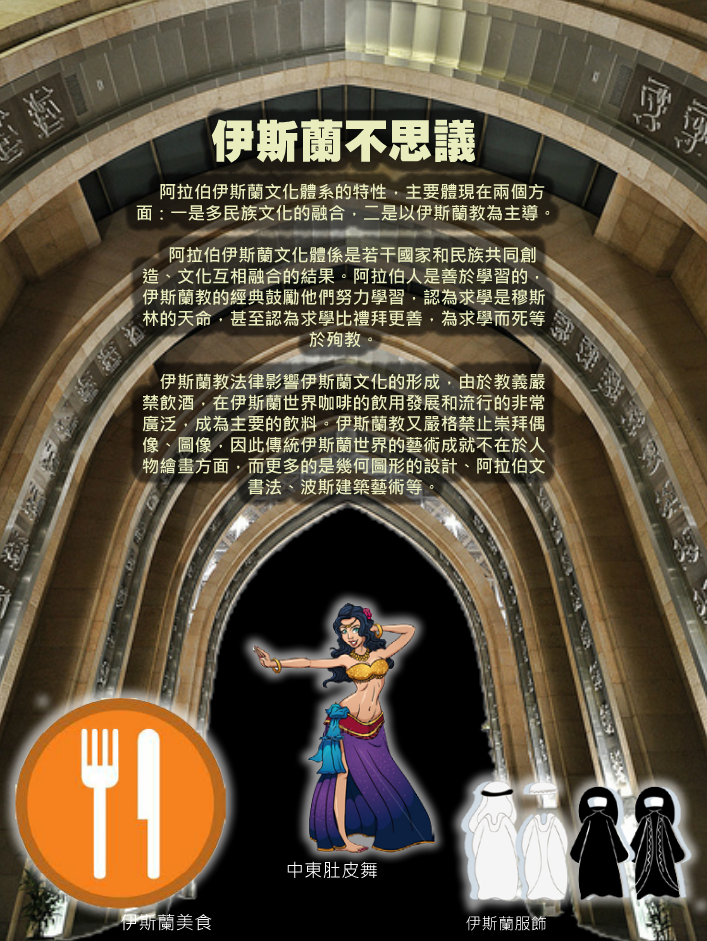 伊斯蘭不思議
阿拉伯伊斯蘭文化體系的特性，主要體現在兩個方
面：一是多民族文化的融合，二是以伊斯蘭教為主導。
阿拉伯伊斯蘭文化體係是若干國家和民族共同創
造、文化互相融合的結果。阿拉伯人是善於學習的，
伊斯蘭教的經典鼓勵他們努力學習，認為求學是穆斯
林的天命，甚至認為求學比禮拜更善，為求學而死等
於殉教。
伊斯蘭教法律影響伊斯蘭文化的形成，由於教義嚴
禁飲酒，在伊斯蘭世界咖啡的飲用發展和流行的非常
廣泛，成為主要的飲料。伊斯蘭教又嚴格禁止崇拜偶
像、圖像，因此傳統伊斯蘭世界的藝術成就不在於人
物繪畫方面，而更多的是幾何圖形的設計、阿拉伯文
書法、波斯建築藝術等。
中東肚皮舞
伊斯蘭美食
伊斯蘭服飾